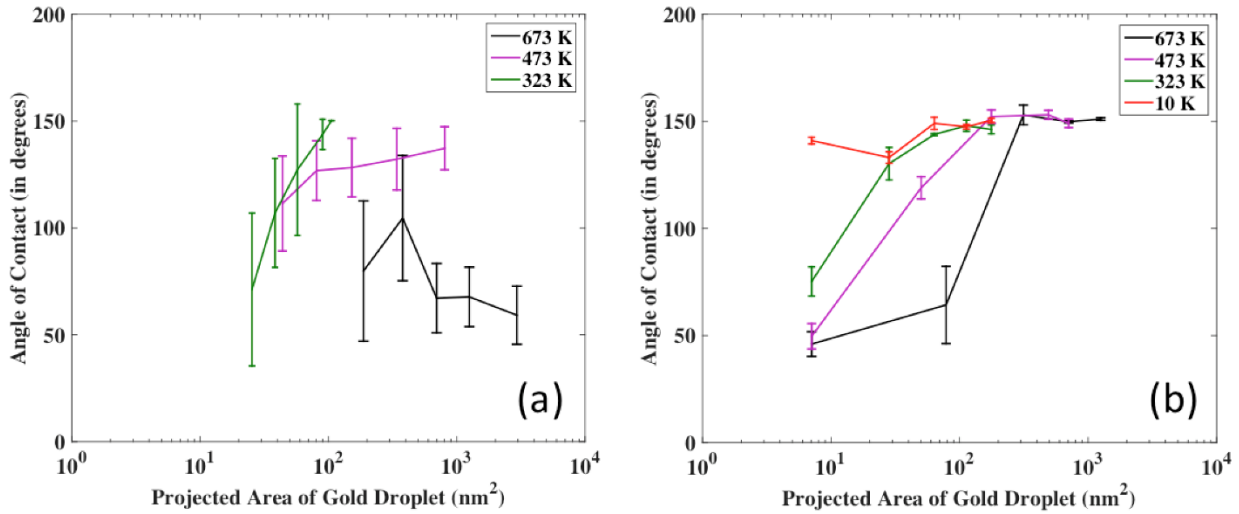 200
150
100
50
0
10^0
10^1
10^2
10^3
10^4
Angle of Contact (in degrees)
Projected Area of Gold Droplet (nm^2)
673 K
473 K
323 K
(a)
200
150
100
50
0
10^0
10^1
10^2
10^3
10^4
Angle of Contact (in degrees)
Projected Area of Gold Droplet (nm^2)
673 K
473 K
323 K
10 K
(b)